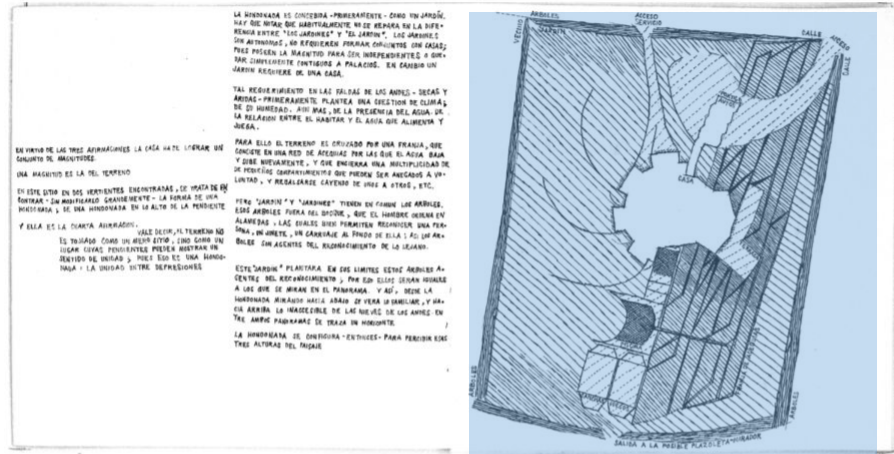 EN VIRTUD DE LAS TRES AFIRMACIONES LA CASA HA DE LOGRAR UN
CONJUNTO DE MAGNITUDES.
UNA MAGNITUD ES LA DEL TERRENO
EN ESTE SITIO EN DOS VERTIENTES ENCONTRADAS, SE TRATA DE EN
CONTRAR - SIN MODIFICARLO GRANDEMENTE - LA FORMA DE UNA
HONDONADA, DE UNA HONDONADA EN LO ALTO DE LA PENDIENTE
Y ELLA ES LA CUARTA AFIRMACION.
VALE DECIR, EL TERRENO NO
ES TOMADO COMO UN MERO SITIO, SINO COMO UN
LUGAR CUYAS PENDIENTES PUEDEN MOSTRAR UN
SENTIDO DE UNIDAD, PUES ESO ES UNA HONDO-
NADA: LA UNIDAD ENTRE DEPRESIONES
LA HONDONADA ES CONCEBIDA - PRIMERAMENTE - COMO UN JARDIN.
HAY QUE NOTAR QUE HABITUALMENTE NO SE REPARA EN LA DIFE-
RENCIA ENTRE "LOS JARDINES" Y "EL JARDIN". LOS JARDINES
SON AUTONOMOS, NO REQUIEREN FORMAR CONJUNTOS CON CASAS;
PUES POSEEN LA MAGNITUD PARA SER INDEPENDIENTES O QUE-
DAR SIMPLEMENTE CONTIGUOS A PALACIOS. EN CAMBIO UN
JARDIN REQUIERE DE UNA CASA.
TAL REQUERIMIENTO EN LAS FALDAS DE LOS ANDES - SECAS Y
ARIDAS - PRIMERAMENTE PLANTEA UNA CUESTION DE CLIMA;
DE SU HUMEDAD. AUN MAS, DE LA PRESENCIA DEL AGUA. DE
LA RELACION ENTRE EL HABITAR Y EL AGUA QUE ALIMENTA Y
JUEGA.
PARA ELLO EL TERRENO ES CRUZADO POR UNA FRANJA, QUE
CONSISTE EN UNA RED DE ACEQUIAS POR LAS QUE EL AGUA BAJA
Y SUBE NUEVAMENTE, Y QUE ENCIERRA UNA MULTIPLICIDAD DE
DE PEQUEÑOS COMPARTIMIENTOS QUE PUEDEN SER ANEGADOS A VO-
LUNTAD, Y REBALSARSE CAYENDO DE UNOS A OTROS, ETC.
PERO "JARDIN" Y "JARDINES" TIENEN EN COMUN LOS ARBOLES,
ESOS ARBOLES FUERA DEL BOSQUE, QUE EL HOMBRE ORDENA EN
ALAMEDAS, LAS CUALES BIEN PERMITEN RECONOCER UNA PER-
SONA, UN JINETE, UN CARRUAJE AL FONDO DE ELLA; ASI LOS AR-
BOLES SON AGENTES DEL RECONOCIMIENTO DE LO LEJANO.
ESTE "JARDIN" PLANTARA EN SUS LIMITES ESTOS ARBOLES A-
GENTES DEL RECONOCIMIENTO; POR ESO ELLOS SERAN IGUALES
A LOS QUE SE MIRAN EN EL PANORAMA. Y ASI, DESDE LA
HONDONADA MIRANDO HACIA ABAJO SE VERA LO FAMILIAR, Y HA-
CIA ARRIBA LO INACCESIBLE DE LAS NIEVES DE LOS ANDES. EN
TRE AMBOS PANORAMAS SE TRAZA UN HORIZONTE
LA HONDONADA SE CONFIGURA - ENTONCES - PARA PERCIBIR ESAS
TRES ALTURAS DEL PAISAJE
ARBOLES
ACCESO
SERVICIO
VECINO
JARDIN
CALLE
ACCESO
CALLE
CASA
ARBOLES
ARBOLES
SALIDA A LA POSIBLE PLAZOLETA-MIRADOR